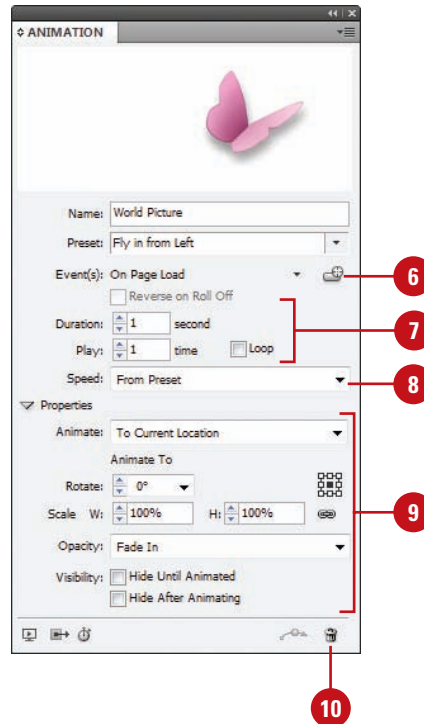 ANIMATION
Name: World Picture
Preset: Fly in from Left
Event(s): On Page Load
6
Reverse on Roll Off
Duration: 1 second
7
Play: 1 time Loop
Speed: From Preset
8
Properties
Animate: To Current Location
Animate To
Rotate: 0°
Scale W: 100% H: 100%
9
Opacity: Fade In
Visibility: Hide Until Animated
Hide After Animating
10